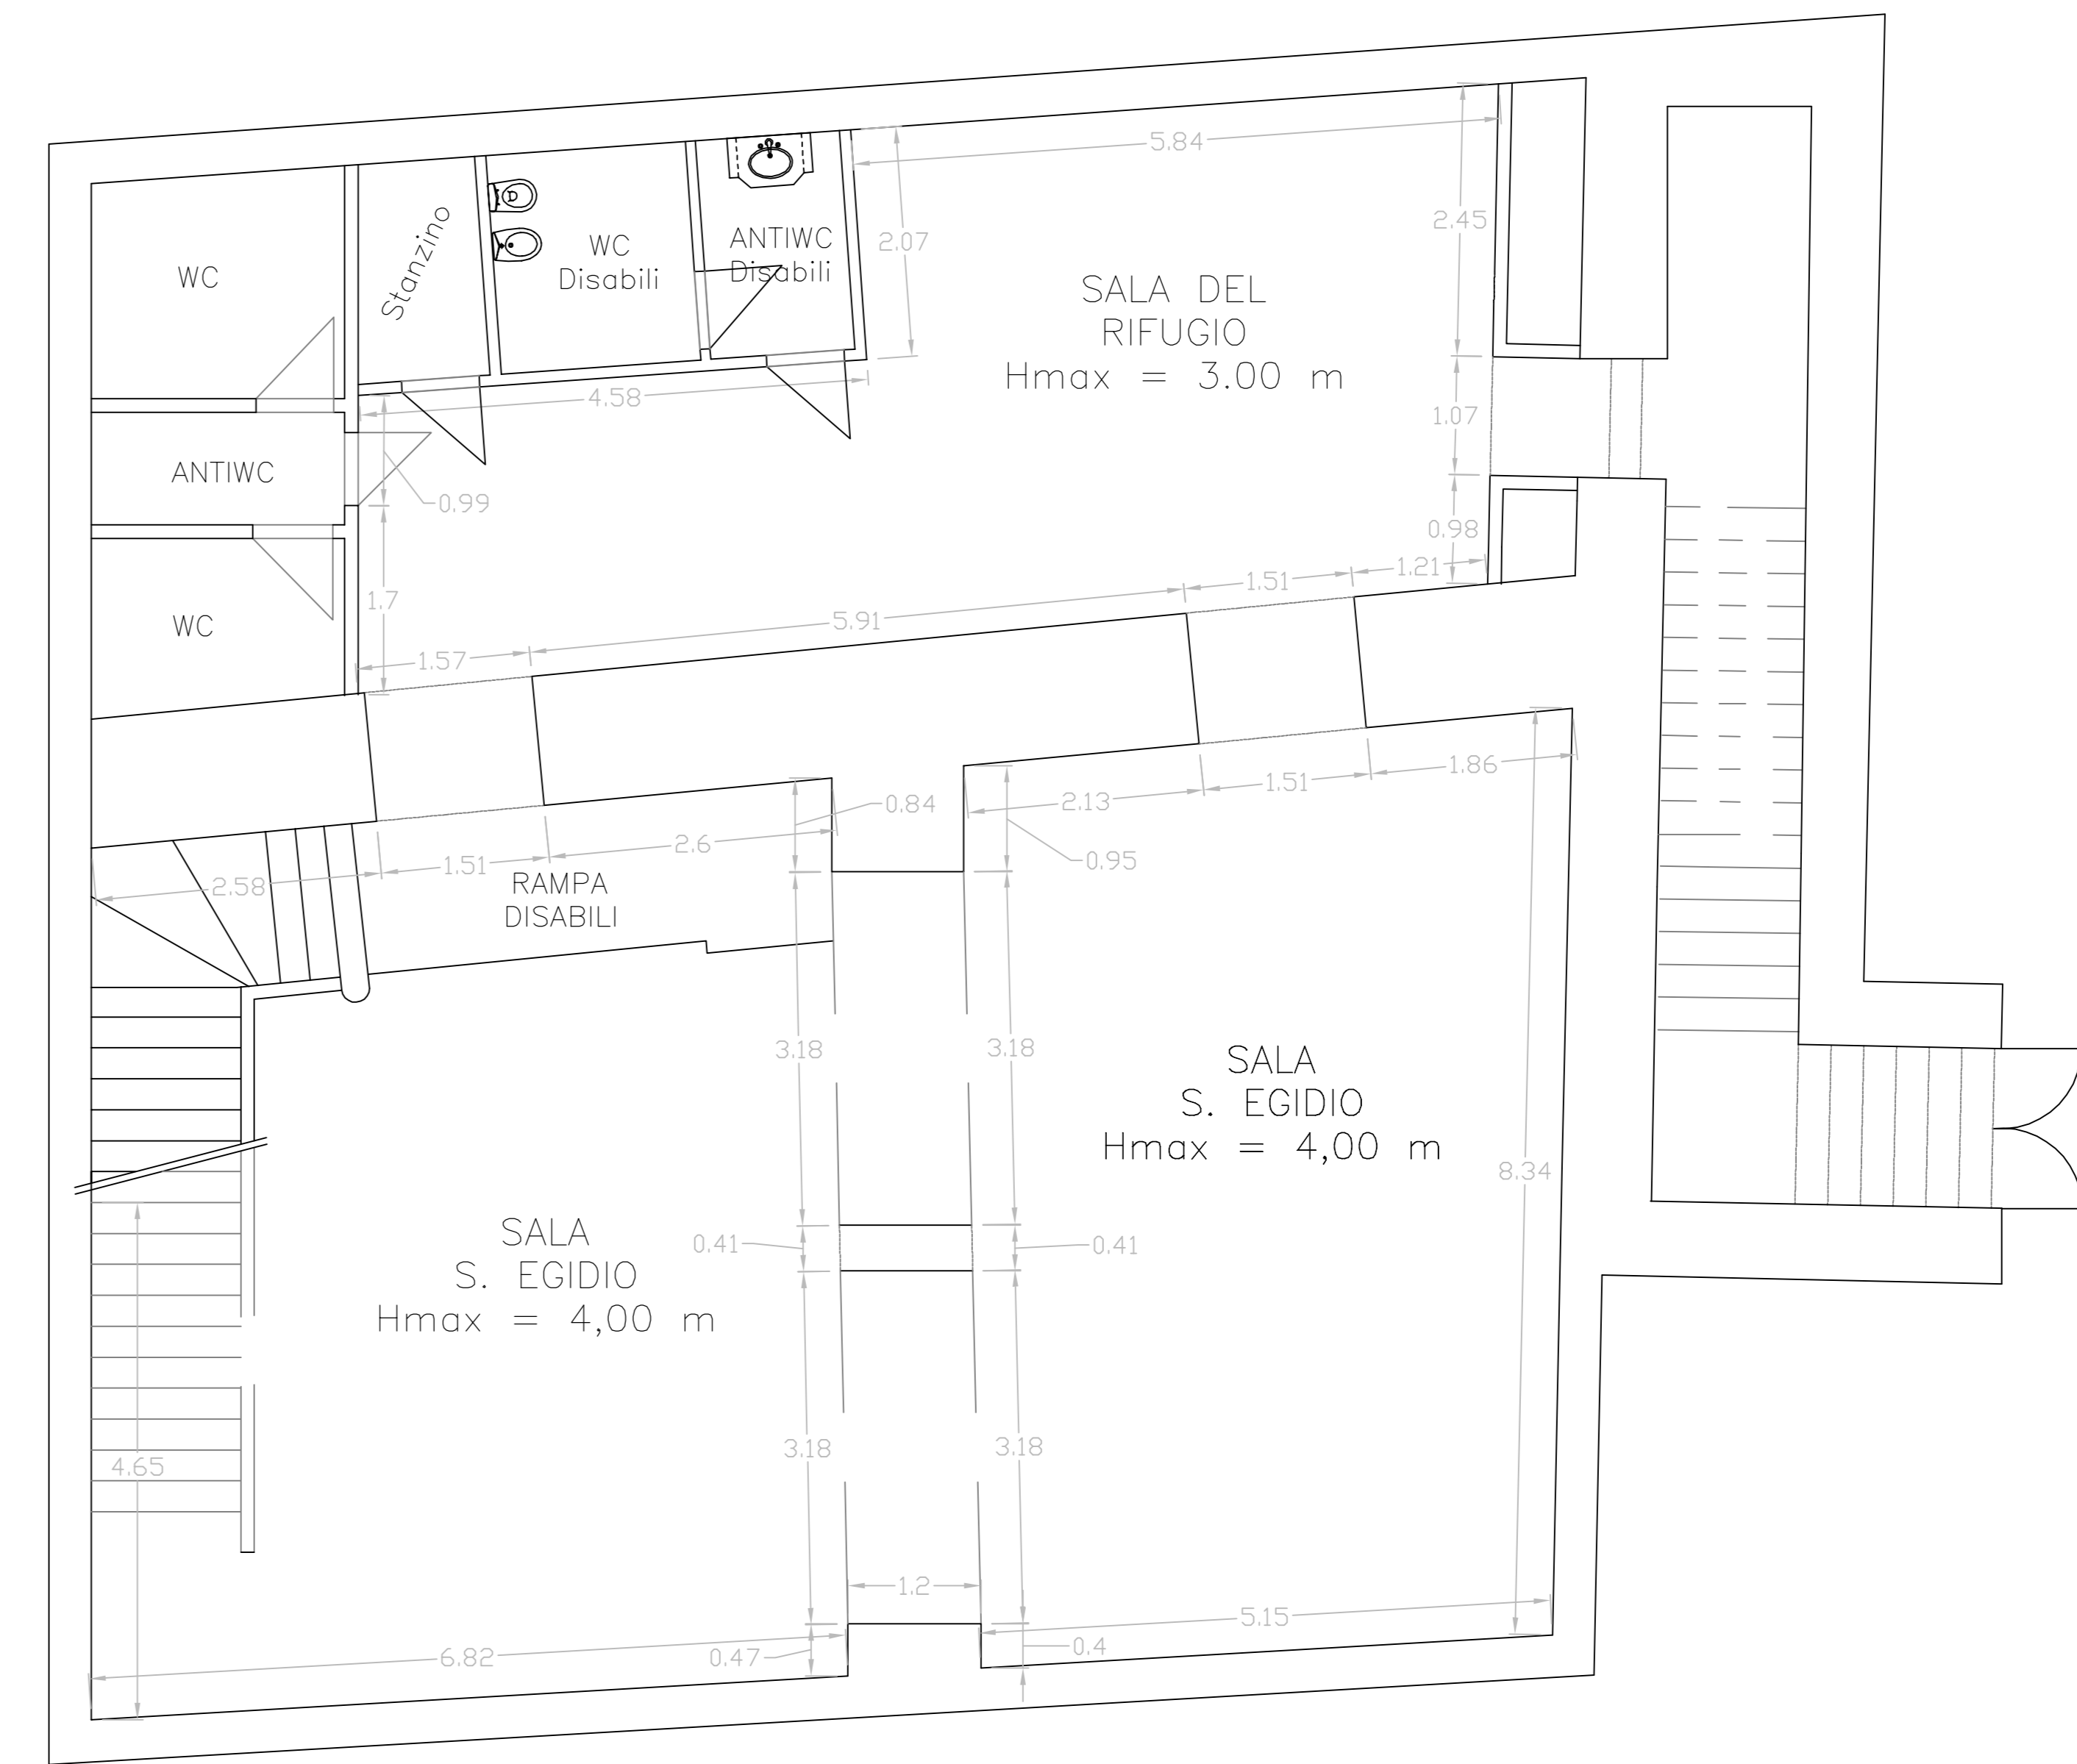 5.84
2.45
2.07
WC
Stanzino
WC
Disabili
ANTIWC
Disabili
SALA DEL
RIFUGIO
Hmax = 3.00 m
4.58
1.07
ANTIWC
0.99
0.98
1.21
1.51
1.7
5.91
WC
1.57
1.86
1.51
2.13
0.84
2.6
1.51
2.58
0.95
RAMPA
DISABILI
3.18
3.18
SALA
S. EGIDIO
Hmax = 4,00 m
8.34
0.41
0.41
SALA
S. EGIDIO
Hmax = 4,00 m
3.18
3.18
4.65
1.2
5.15
0.4
6.82
0.47